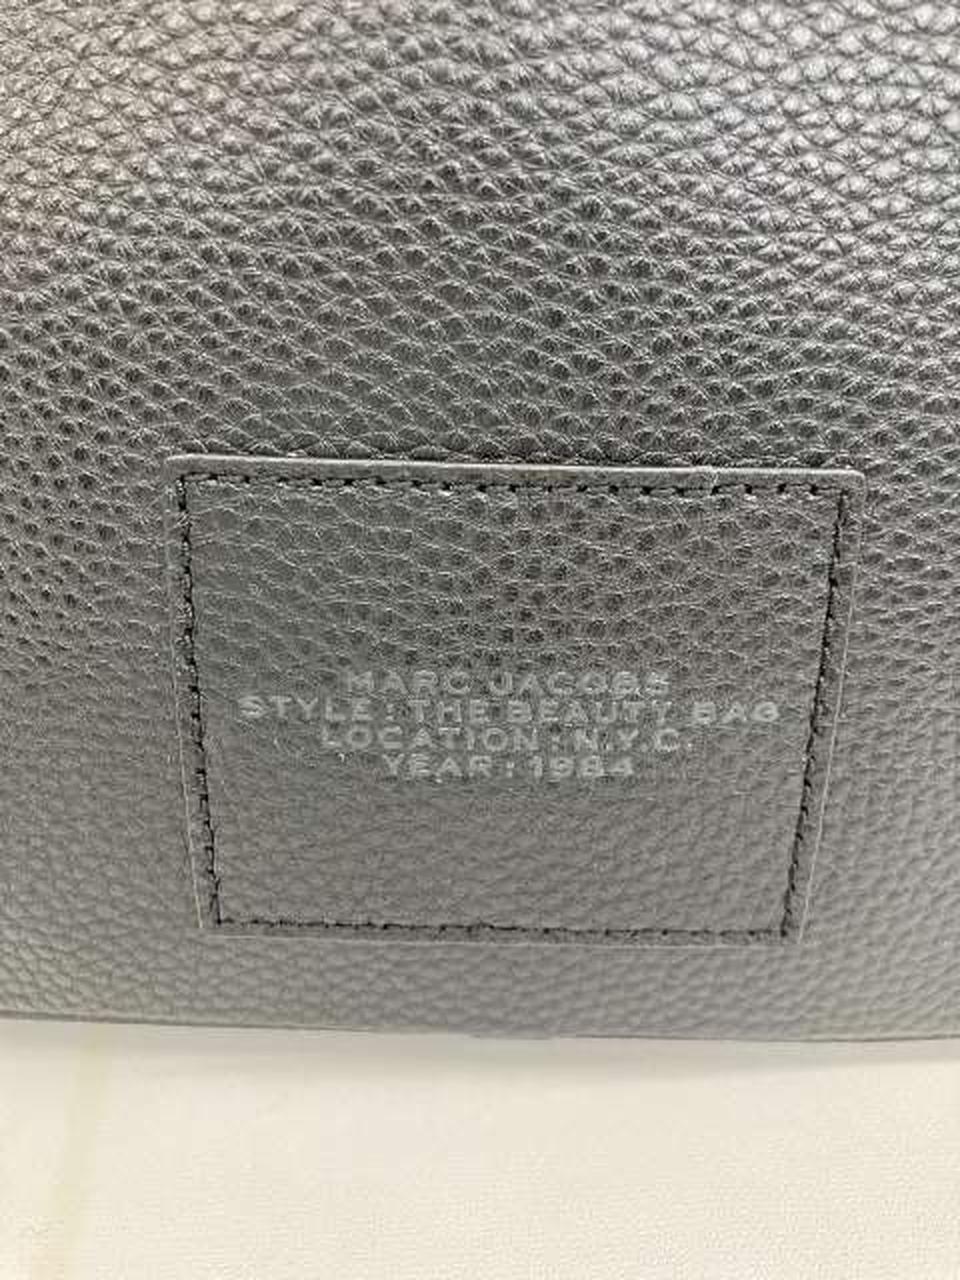 MARC JACOBS
STYLE : THE BEAUTY BAG
LOCATION : N.Y.C.
YEAR : 1984